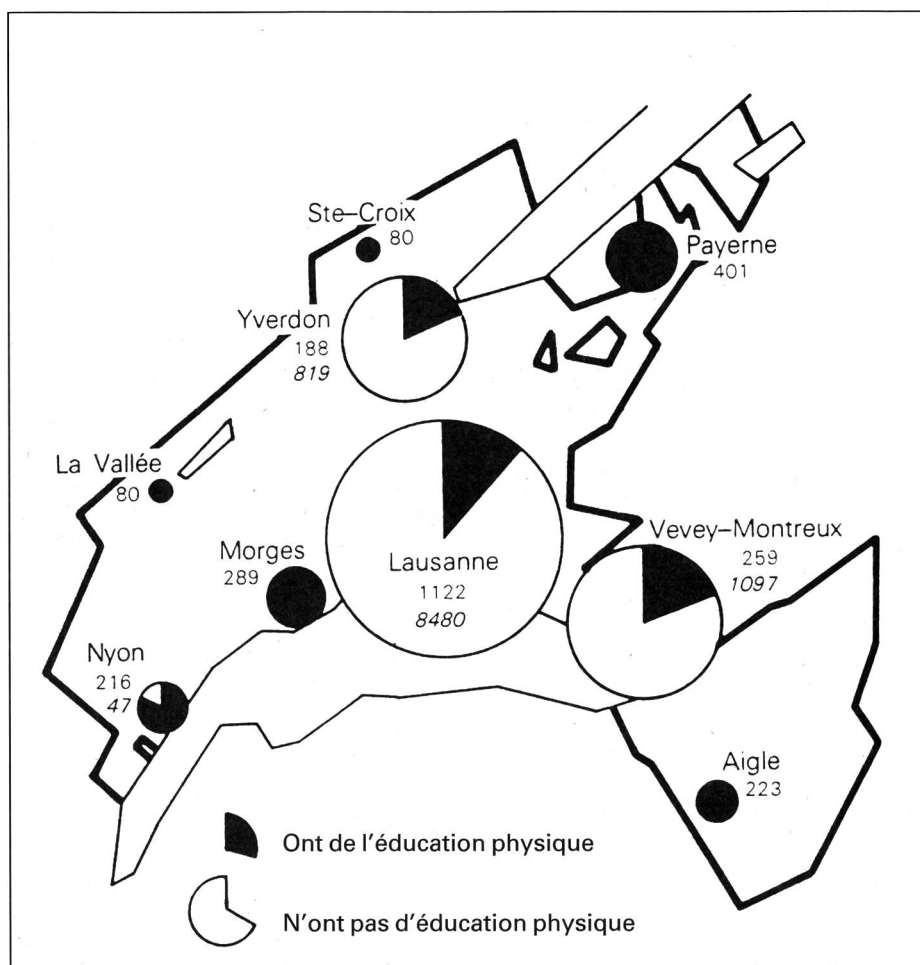 Ste-Croix
80
Payerne
401
Yverdon
188
819
La Vallée
80
Morges
289
Lausanne
1122
8480
Vevey-Montreux
259
1097
Nyon
216
47
Aigle
223
Ont de l'éducation physique
N'ont pas d'éducation physique